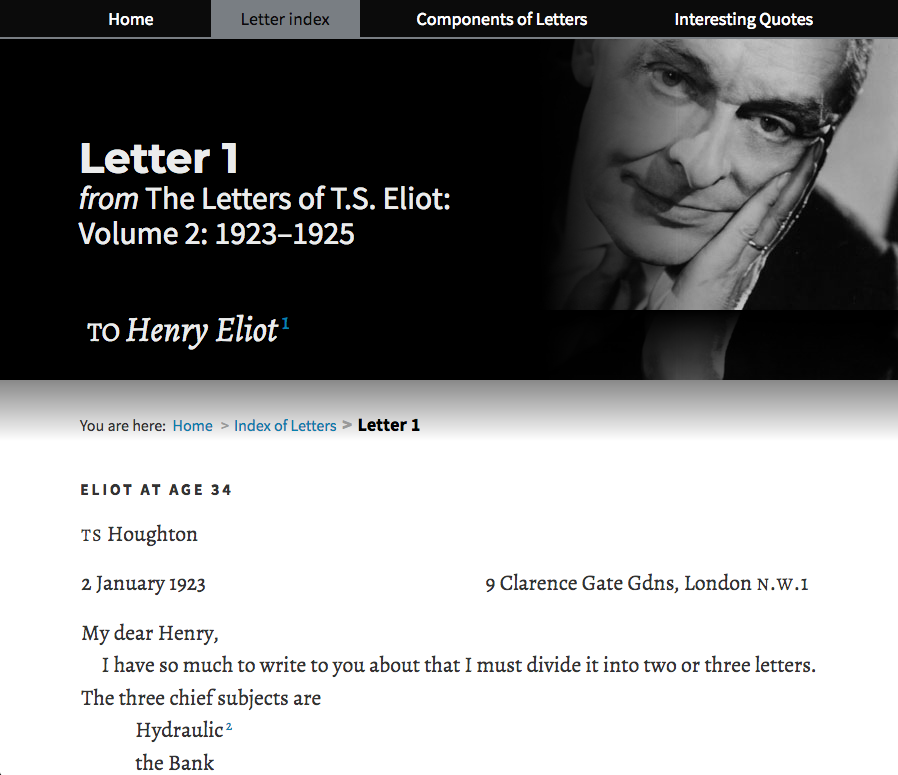 Home Letter index Components of Letters Interesting Quotes
Letter 1
from The Letters of T.S. Eliot:
Volume 2: 1923–1925
TO Henry Eliot 1
You are here: Home > Index of Letters > Letter 1
ELIOT AT AGE 34
TS Houghton
2 January 1923 9 Clarence Gate Gdns, London N.W.1
My dear Henry,
I have so much to write to you about that I must divide it into two or three letters.
The three chief subjects are
Hydraulic 2
the Bank